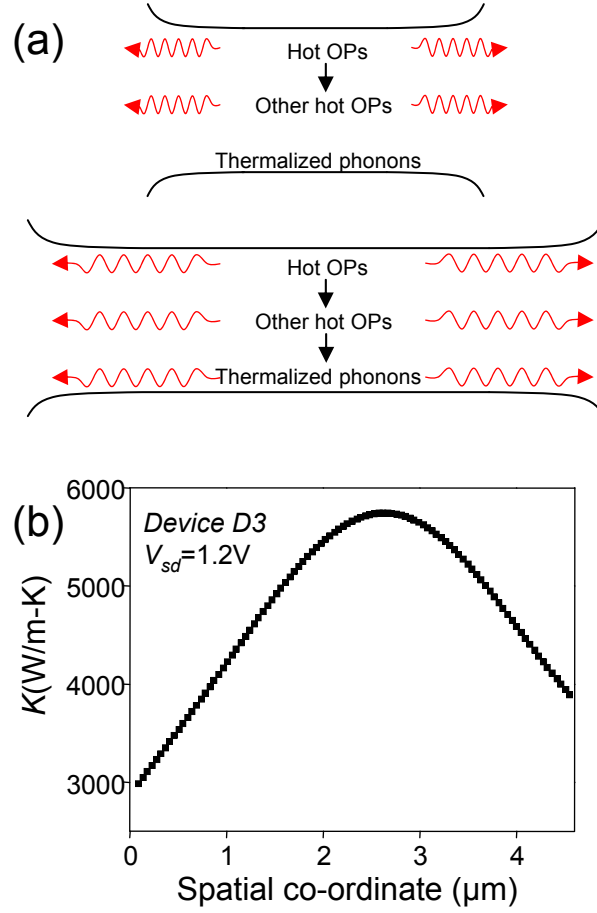 (a)
Hot OPs
Other hot OPs
Thermalized phonons
Hot OPs
Other hot OPs
Thermalized phonons
(b)
Device D3
Vsd=1.2V
K(W/m-K)
6000
5000
4000
3000
0 1 2 3 4
Spatial co-ordinate (μm)